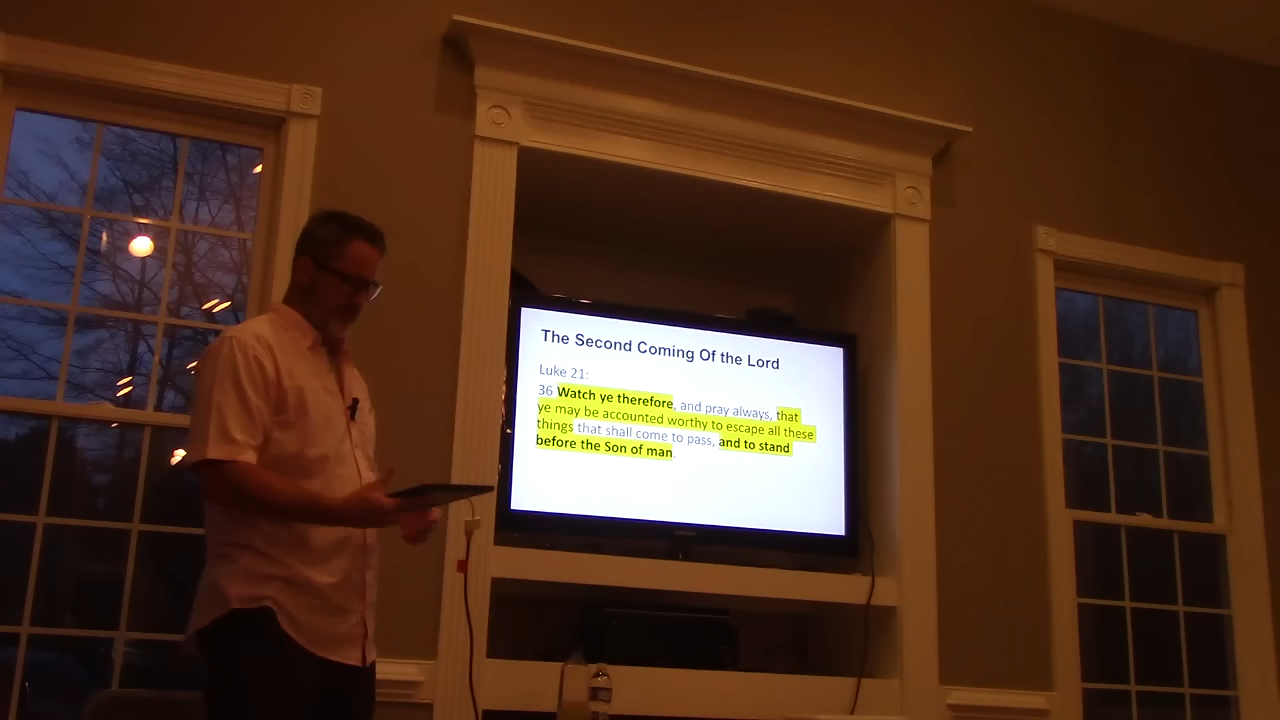 The Second Coming Of the Lord
Luke 21:
36 Watch ye therefore, and pray always, that
ye may be accounted worthy to escape all these
things that shall come to pass, and to stand
before the Son of man.